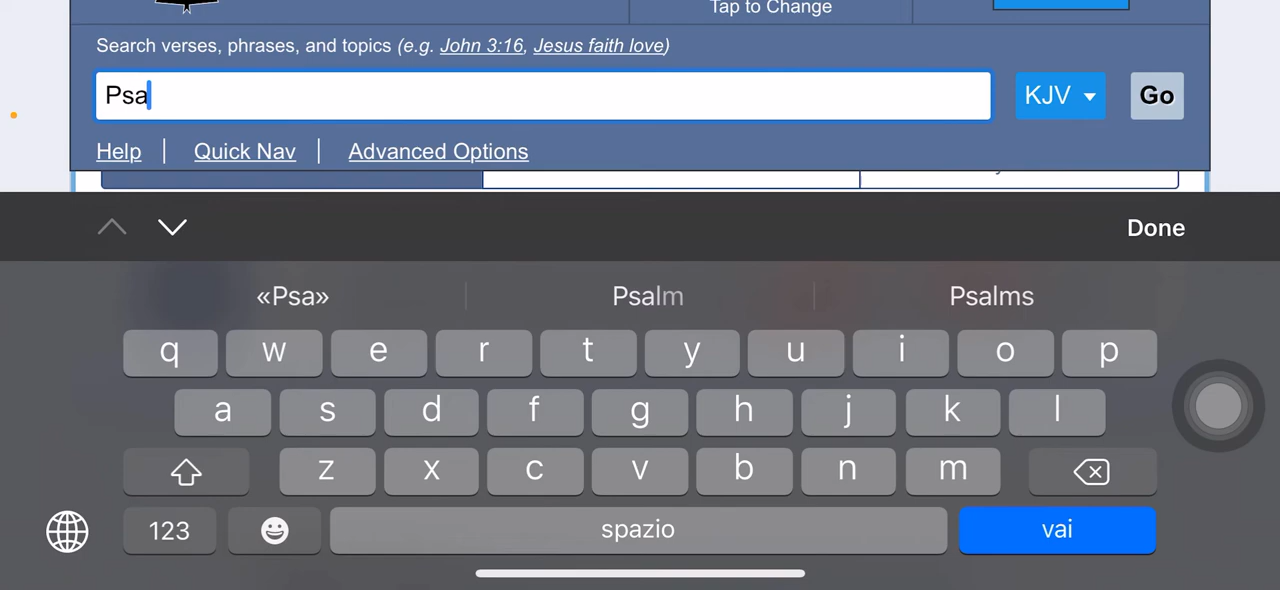 Tap to Change
Search verses, phrases, and topics (e.g. John 3:16, Jesus faith love)
Psa KJV Go
Help | Quick Nav | Advanced Options
Done
«Psa» Psalm Psalms
q w e r t y u i o p
a s d f g h j k l
z x c v b n m
123 spazio vai